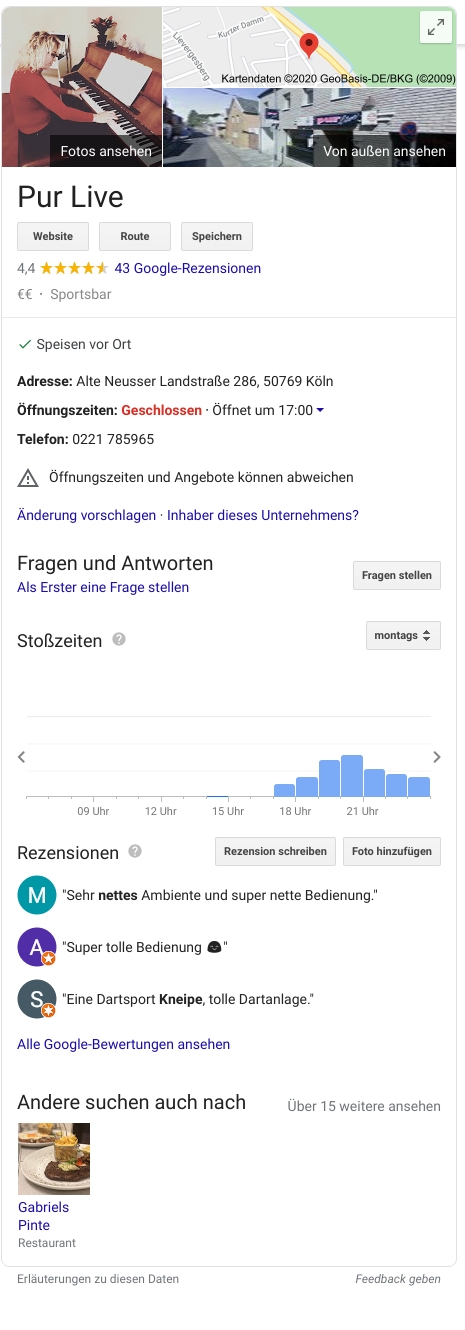 Kurter Damm
Lievergesberg
Kartendaten ©2020 GeoBasis-DE/BKG (©2009)
Fotos ansehen
Von außen ansehen
Pur Live
Website Route Speichern
4,4 43 Google-Rezensionen
€€ · Sportsbar
Speisen vor Ort
Adresse: Alte Neusser Landstraße 286, 50769 Köln
Öffnungszeiten: Geschlossen · Öffnet um 17:00
Telefon: 0221 785965
Öffnungszeiten und Angebote können abweichen
Änderung vorschlagen · Inhaber dieses Unternehmens?
Fragen und Antworten
Fragen stellen
Als Erster eine Frage stellen
Stoßzeiten ? montags
09 Uhr 12 Uhr 15 Uhr 18 Uhr 21 Uhr
Rezensionen ? Rezension schreiben Foto hinzufügen
M "Sehr nettes Ambiente und super nette Bedienung."
A "Super tolle Bedienung "
S "Eine Dartsport Kneipe, tolle Dartanlage."
Alle Google-Bewertungen ansehen
Andere suchen auch nach Über 15 weitere ansehen
Gabriels
Pinte
Restaurant
Erläuterungen zu diesen Daten Feedback geben